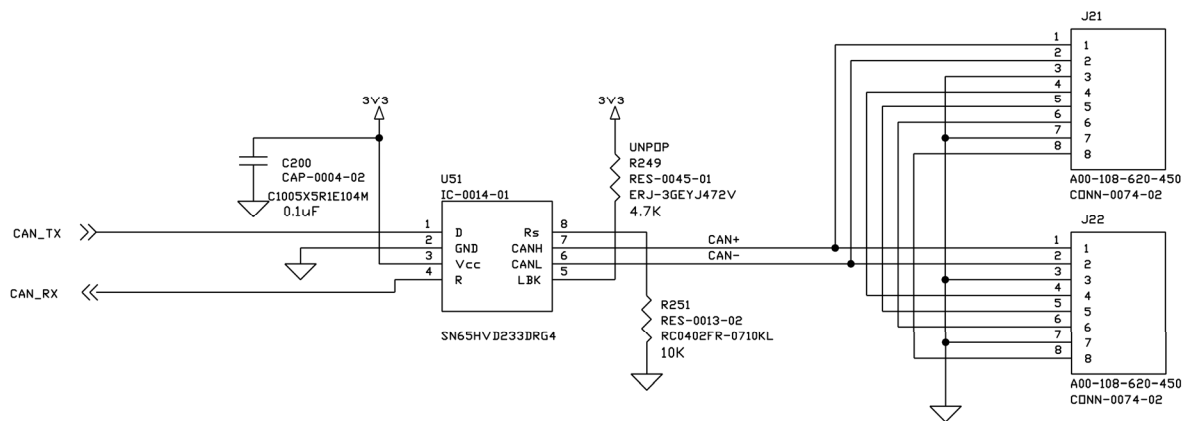 J21
1 1
2 2
3 3
4 4
5 5
6 6
7 7
8 8
A00-108-620-450
CONN-0074-02
3V3
3V3
C200
CAP-0004-02
C1005X5R1E104M
0.1uF
UNPOP
R249
RES-0045-01
ERJ-3GEYJ472V
4.7K
U51
IC-0014-01
CAN_TX
CAN_RX
1 D Rs 8
2 GND CANH 7
3 Vcc CANL 6
4 R LBK 5
SN65HVD233DRG4
CAN+
CAN-
R251
RES-0013-02
RC0402FR-0710KL
10K
J22
1 1
2 2
3 3
4 4
5 5
6 6
7 7
8 8
A00-108-620-450
CONN-0074-02